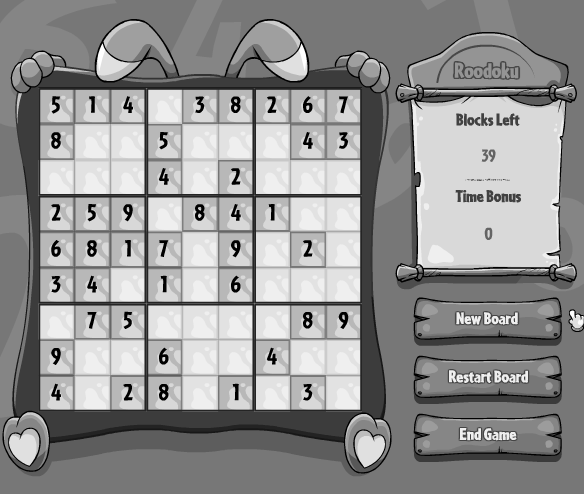 Roodoku
Blocks Left
39
Time Bonus
0
5 1 4 3 8 2 6 7
8 5 4 3
4 2
2 5 9 8 4 1
6 8 1 7 9 2
3 4 1 6
7 5 8 9
9 6 4
4 2 8 1 3
New Board
Restart Board
End Game